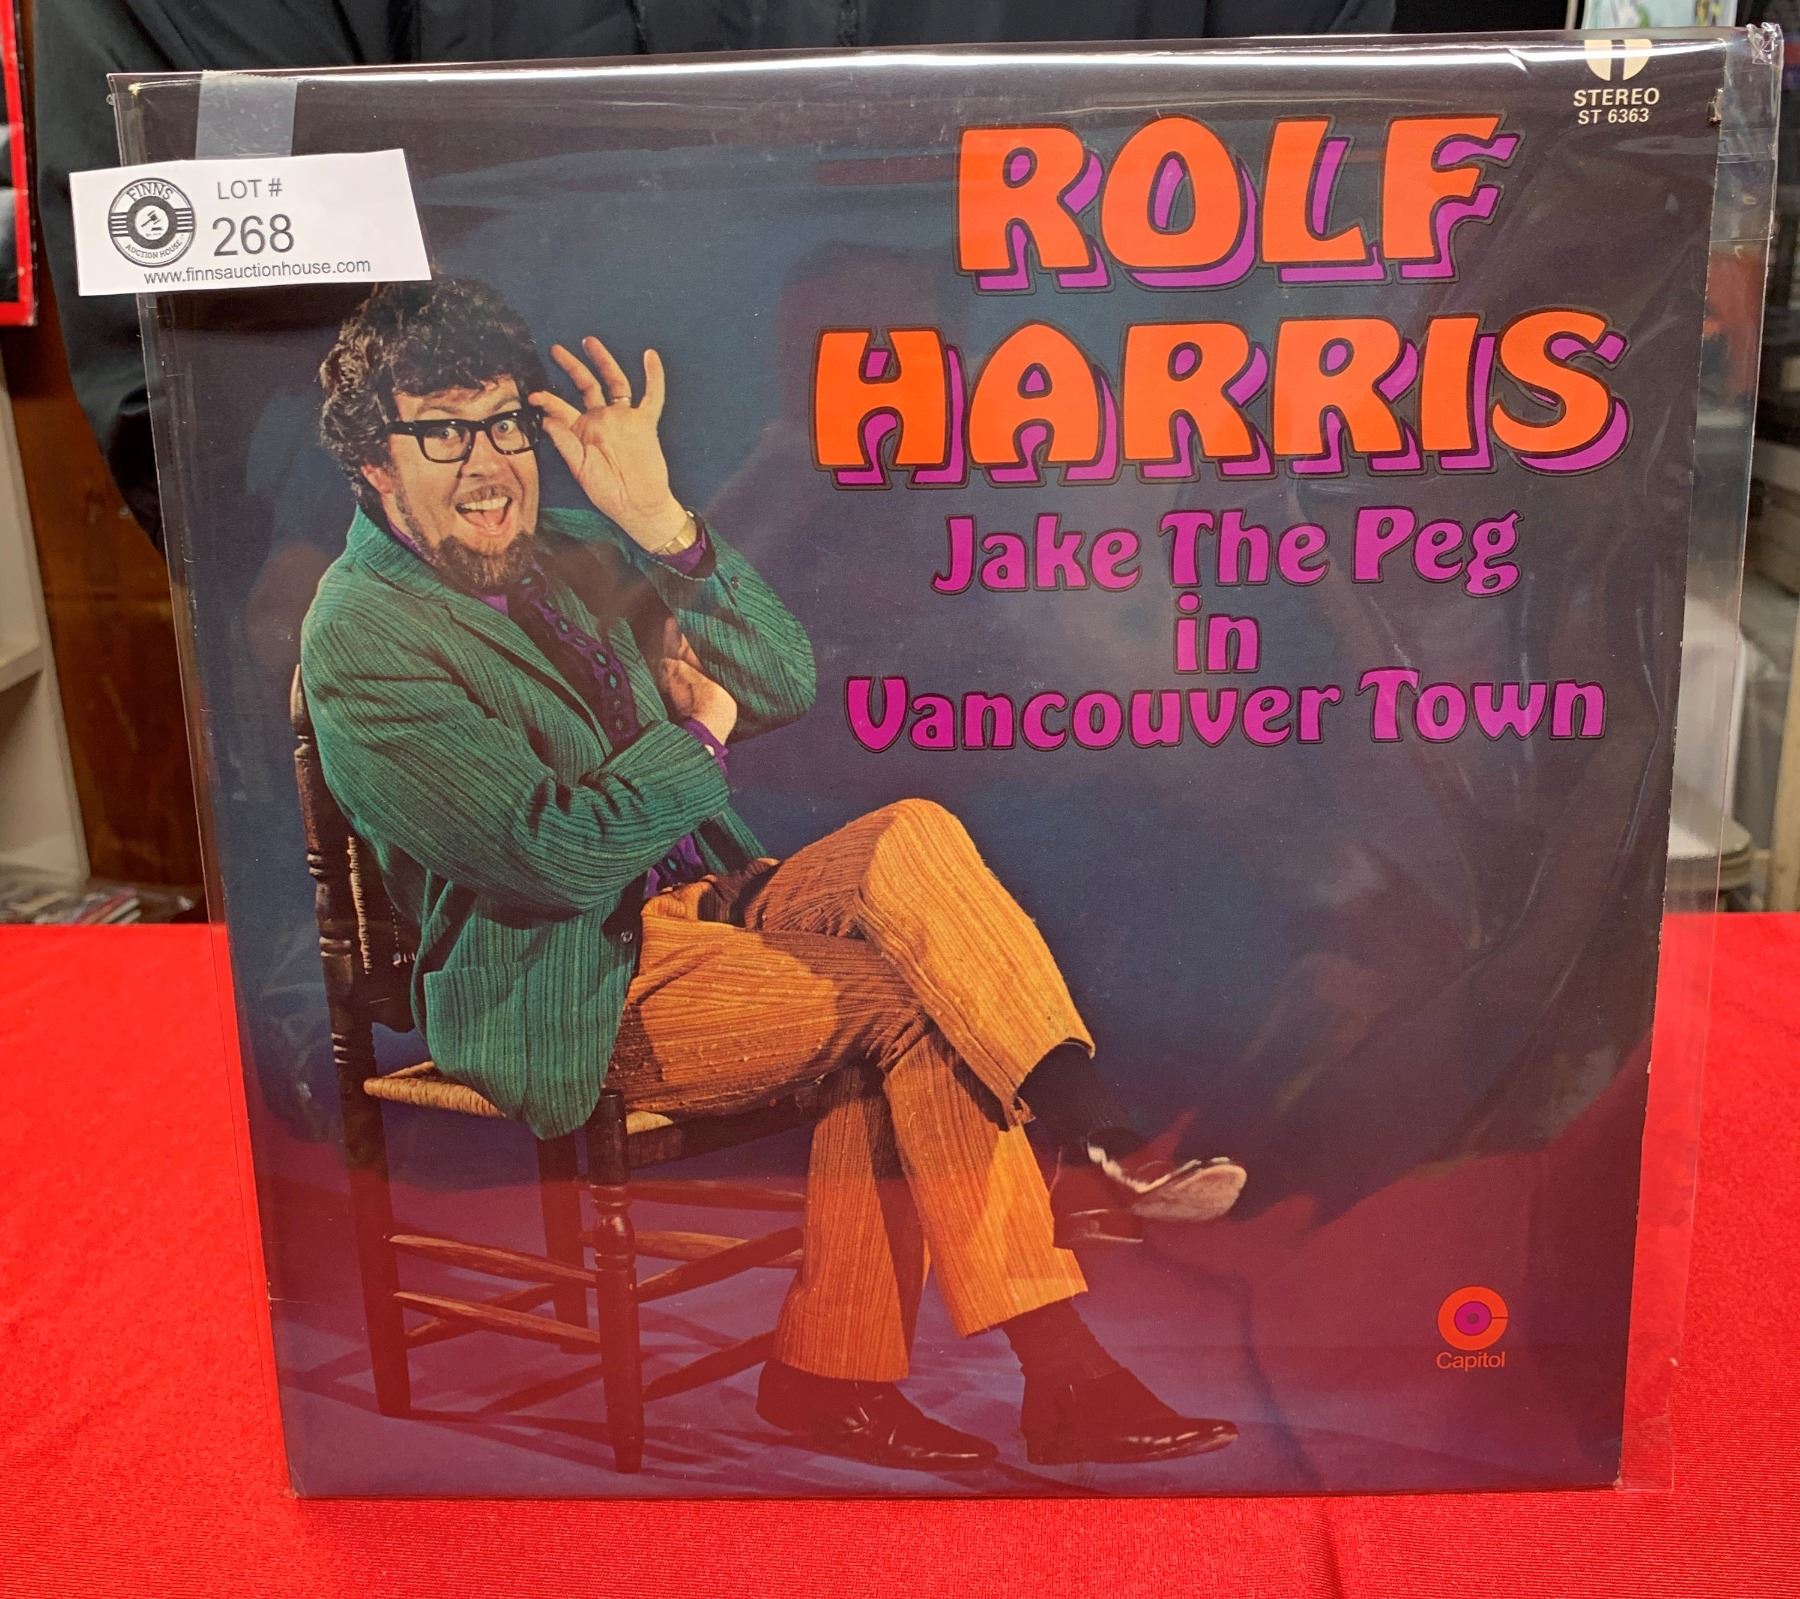 STEREO
ST 6363
FINNS
AUCTION HOUSE
LOT #
268
www.finnsauctionhouse.com
ROLF
HARRIS
Jake The Peg
in
Vancouver Town
Capitol